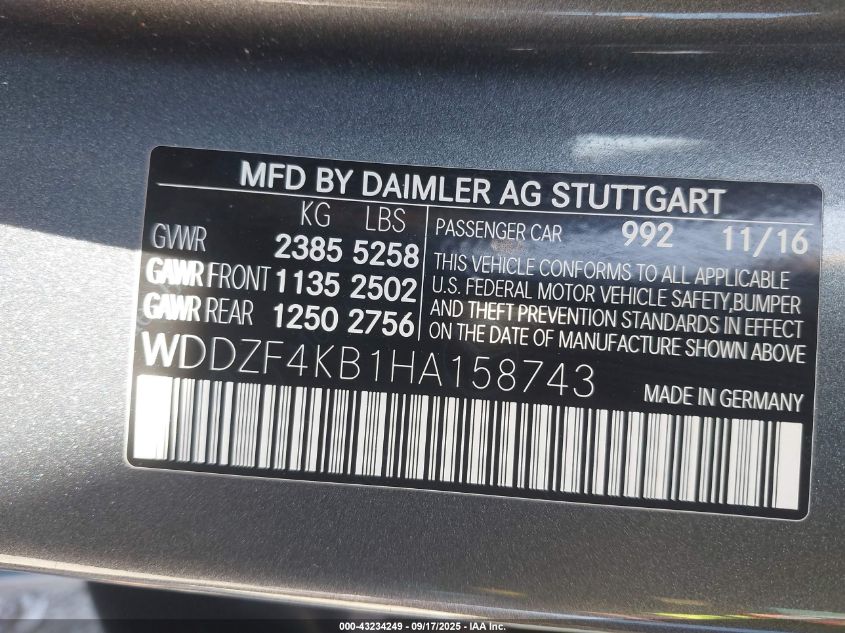 MFD BY DAIMLER AG STUTTGART
KG LBS
GVWR 2385 5258
GAWR FRONT 1135 2502
GAWR REAR 1250 2756
PASSENGER CAR 992 11/16
THIS VEHICLE CONFORMS TO ALL APPLICABLE
U.S. FEDERAL MOTOR VEHICLE SAFETY,BUMPER
AND THEFT PREVENTION STANDARDS IN EFFECT
ON THE DATE OF MANUFACTURE SHOWN ABOVE
WDDZF4KB1HA158743
MADE IN GERMANY
000-43234249 - 09/17/2025 - IAA Inc.